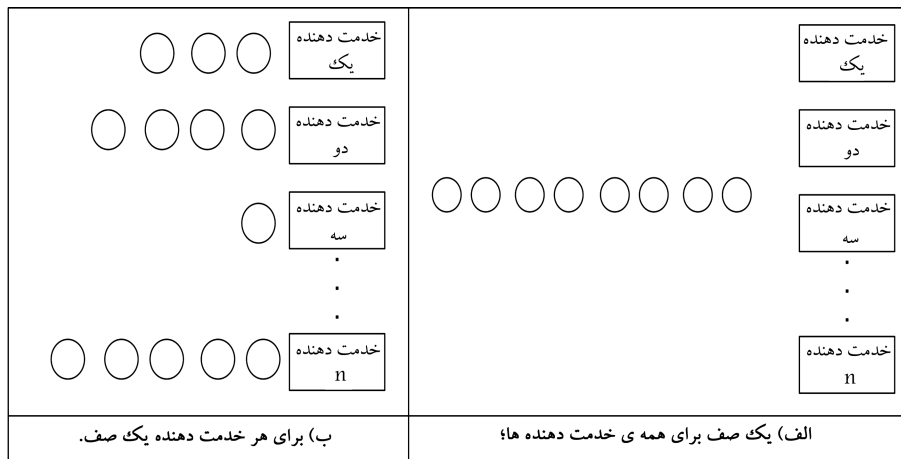 خدمت دهنده
یک
خدمت دهنده
دو
خدمت دهنده
سه
.
.
.
خدمت دهنده
n
الف) یک صف برای همه ی خدمت دهنده ها؛
خدمت دهنده
یک
خدمت دهنده
دو
خدمت دهنده
سه
.
.
.
خدمت دهنده
n
ب) برای هر خدمت دهنده یک صف.